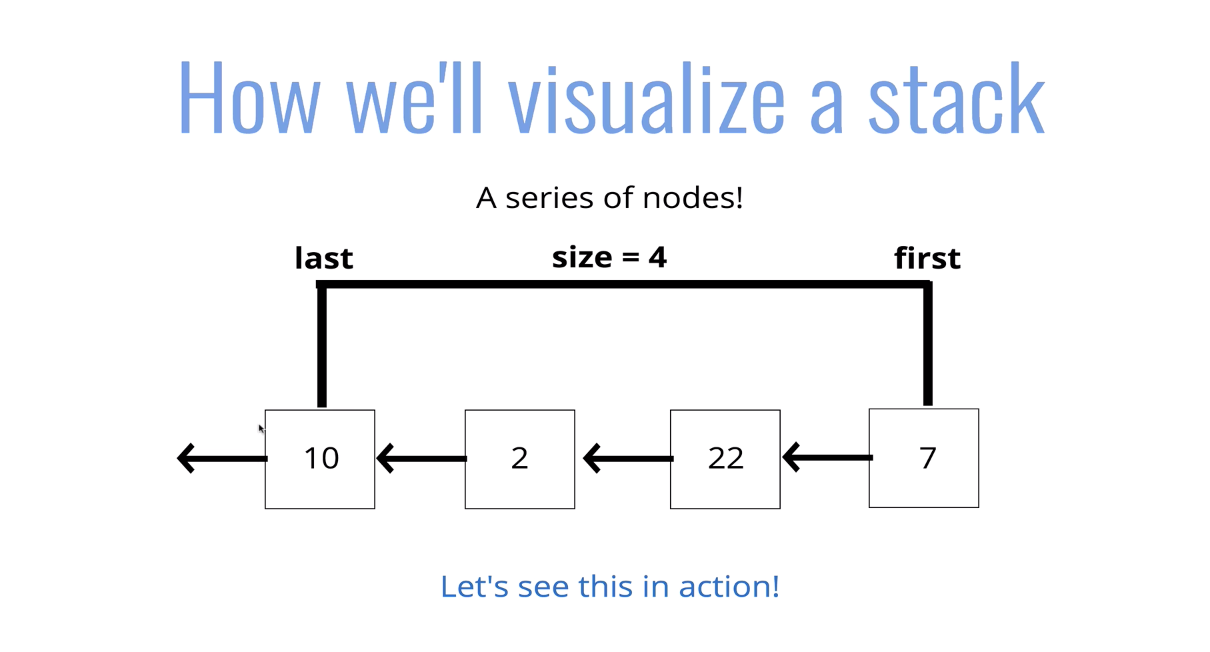 How we'll visualize a stack
A series of nodes!
last size = 4 first
10 2 22 7
Let's see this in action!